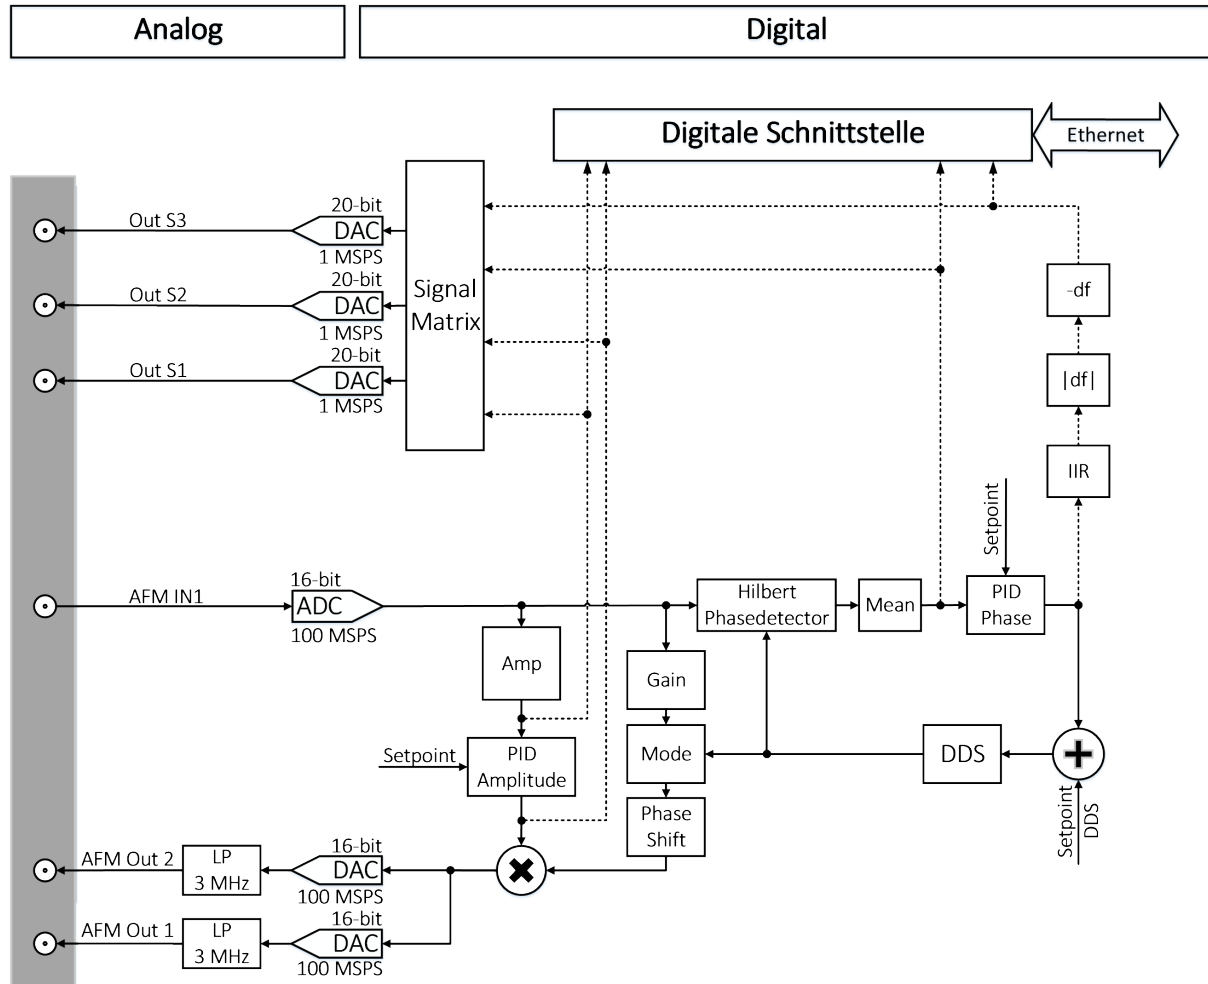 Analog
Digital
Digitale Schnittstelle
Ethernet
20-bit
Out S3
DAC
1 MSPS
20-bit
Out S2
DAC
1 MSPS
20-bit
Out S1
DAC
1 MSPS
Signal
Matrix
-df
|df|
IIR
Setpoint
16-bit
AFM IN1
ADC
100 MSPS
Hilbert
Phasedetector
Mean
PID
Phase
Amp
Gain
Setpoint
PID
Amplitude
Mode
DDS
Phase
Shift
Setpoint
DDS
16-bit
AFM Out 2
LP
3 MHz
DAC
100 MSPS
16-bit
AFM Out 1
LP
3 MHz
DAC
100 MSPS